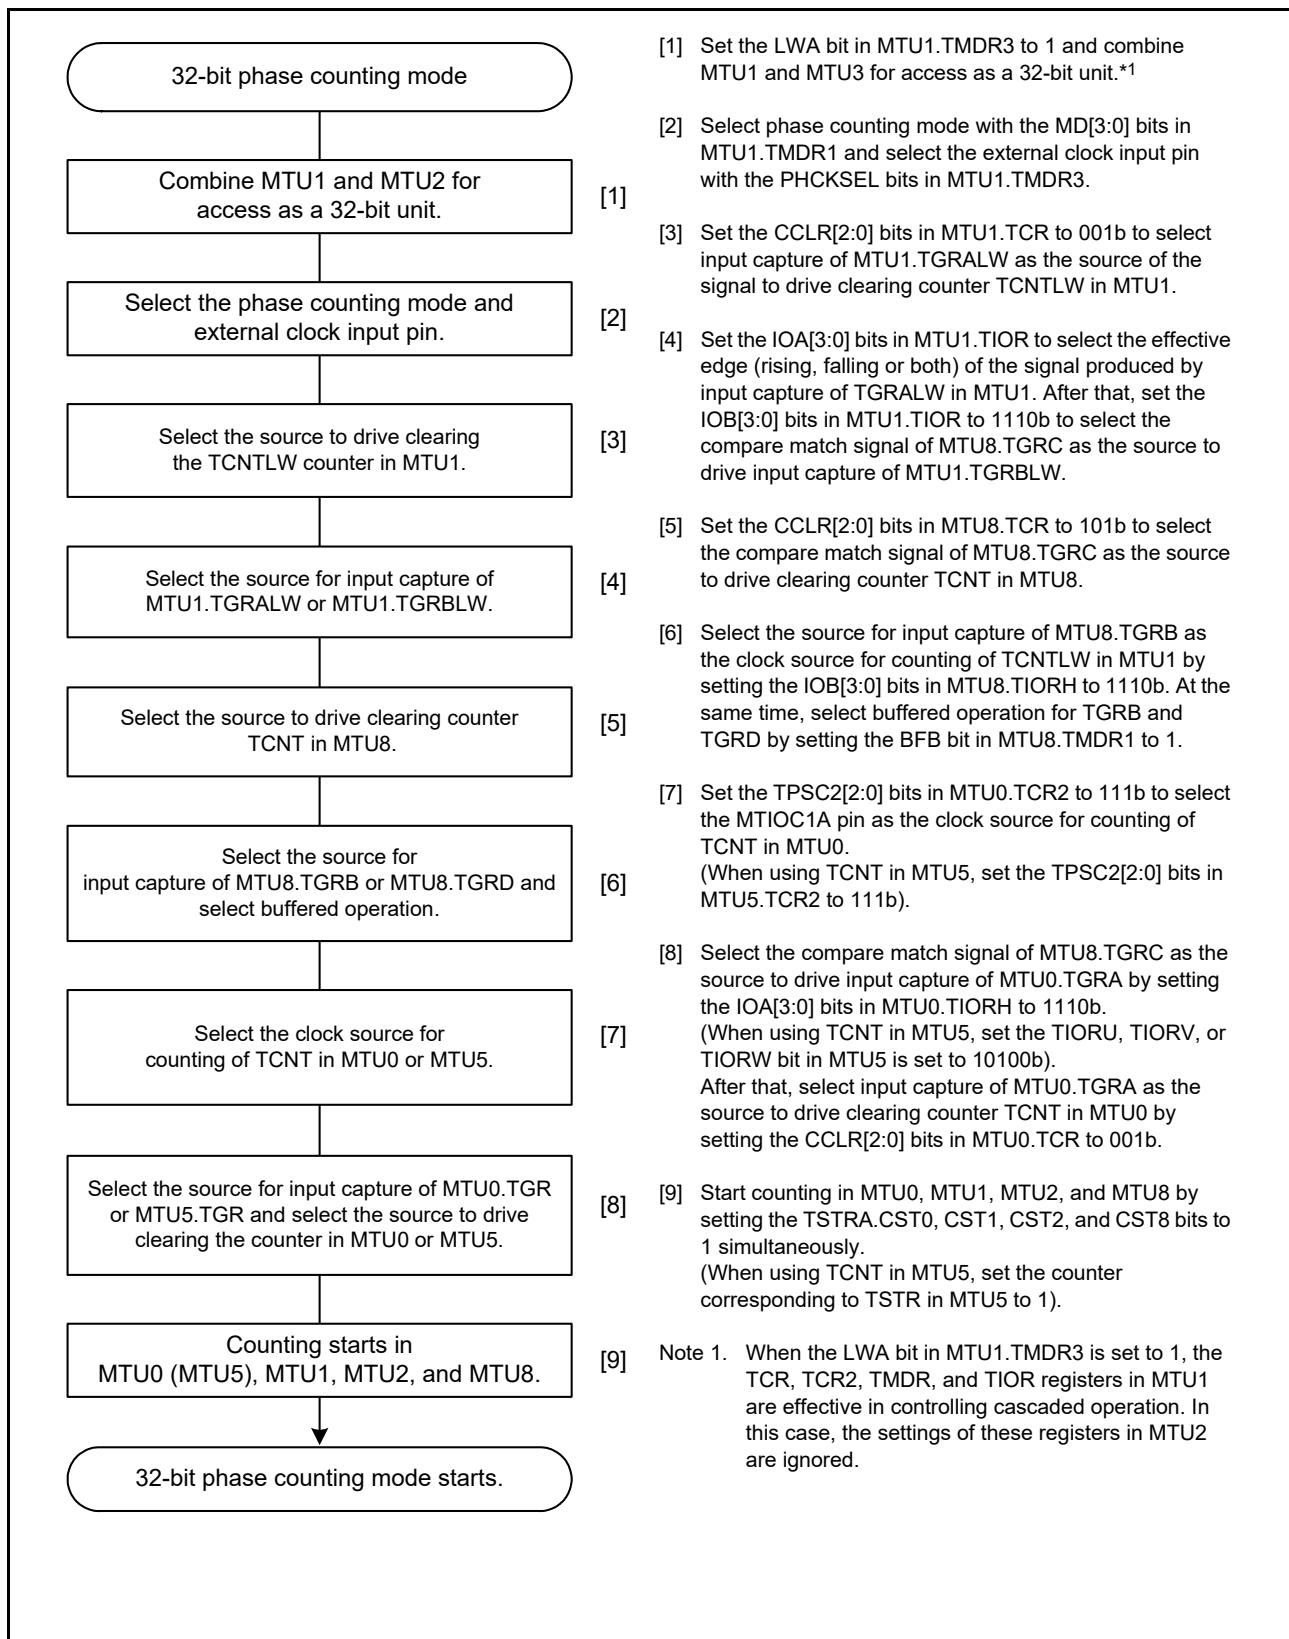 32-bit phase counting mode
Combine MTU1 and MTU2 for
access as a 32-bit unit.
[1]
Select the phase counting mode and
external clock input pin.
[2]
Select the source to drive clearing
the TCNTLW counter in MTU1.
[3]
Select the source for input capture of
MTU1.TGRALW or MTU1.TGRBLW.
[4]
Select the source to drive clearing counter
TCNT in MTU8.
[5]
Select the source for
input capture of MTU8.TGRB or MTU8.TGRD and
select buffered operation.
[6]
Select the clock source for
counting of TCNT in MTU0 or MTU5.
[7]
Select the source for input capture of MTU0.TGR
or MTU5.TGR and select the source to drive
clearing the counter in MTU0 or MTU5.
[8]
Counting starts in
MTU0 (MTU5), MTU1, MTU2, and MTU8.
[9]
32-bit phase counting mode starts.
[1] Set the LWA bit in MTU1.TMDR3 to 1 and combine
MTU1 and MTU3 for access as a 32-bit unit.*1
[2] Select phase counting mode with the MD[3:0] bits in
MTU1.TMDR1 and select the external clock input pin
with the PHCKSEL bits in MTU1.TMDR3.
[3] Set the CCLR[2:0] bits in MTU1.TCR to 001b to select
input capture of MTU1.TGRALW as the source of the
signal to drive clearing counter TCNTLW in MTU1.
[4] Set the IOA[3:0] bits in MTU1.TIOR to select the effective
edge (rising, falling or both) of the signal produced by
input capture of TGRALW in MTU1. After that, set the
IOB[3:0] bits in MTU1.TIOR to 1110b to select the
compare match signal of MTU8.TGRC as the source to
drive input capture of MTU1.TGRBLW.
[5] Set the CCLR[2:0] bits in MTU8.TCR to 101b to select
the compare match signal of MTU8.TGRC as the source
to drive clearing counter TCNT in MTU8.
[6] Select the source for input capture of MTU8.TGRB as
the clock source for counting of TCNTLW in MTU1 by
setting the IOB[3:0] bits in MTU8.TIORH to 1110b. At the
same time, select buffered operation for TGRB and
TGRD by setting the BFB bit in MTU8.TMDR1 to 1.
[7] Set the TPSC2[2:0] bits in MTU0.TCR2 to 111b to select
the MTIOC1A pin as the clock source for counting of
TCNT in MTU0.
(When using TCNT in MTU5, set the TPSC2[2:0] bits in
MTU5.TCR2 to 111b).
[8] Select the compare match signal of MTU8.TGRC as the
source to drive input capture of MTU0.TGRA by setting
the IOA[3:0] bits in MTU0.TIORH to 1110b.
(When using TCNT in MTU5, set the TIORU, TIORV, or
TIORW bit in MTU5 is set to 10100b).
After that, select input capture of MTU0.TGRA as the
source to drive clearing counter TCNT in MTU0 by
setting the CCLR[2:0] bits in MTU0.TCR to 001b.
[9] Start counting in MTU0, MTU1, MTU2, and MTU8 by
setting the TSTRA.CST0, CST1, CST2, and CST8 bits to
1 simultaneously.
(When using TCNT in MTU5, set the counter
corresponding to TSTR in MTU5 to 1).
Note 1. When the LWA bit in MTU1.TMDR3 is set to 1, the
TCR, TCR2, TMDR, and TIOR registers in MTU1
are effective in controlling cascaded operation. In
this case, the settings of these registers in MTU2
are ignored.